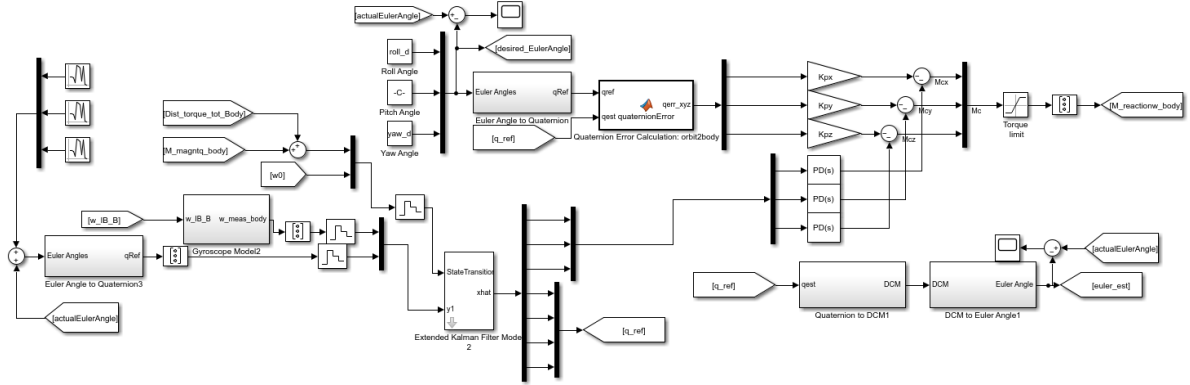 [actualEulerAngle]
[desired_EulerAngle]
roll_d
Roll Angle
-C-
Pitch Angle
yaw_d
Yaw Angle
Euler Angles
qRef
Euler Angle to Quaternion
[q_ref]
qref
qest
quaternionError
qerr_xyz
Quaternion Error Calculation: orbit2body
Kpx
Kpy
Kpz
Mcx
Mcy
Mcz
Mc
Torque
limit
[M_reactionw_body]
[Dist_torque_tot_Body]
[M_magntq_body]
[w0]
[w_IB_B]
w_IB_B
w_meas_body
Gyroscope Model2
Euler Angles
qRef
Euler Angle to Quaternion3
[actualEulerAngle]
StateTransition
xhat
y1
Extended Kalman Filter Mode
2
[q_ref]
PD(s)
PD(s)
PD(s)
[q_ref]
qest
DCM
Quaternion to DCM1
DCM
Euler Angle
DCM to Euler Angle1
[actualEulerAngle]
[euler_est]